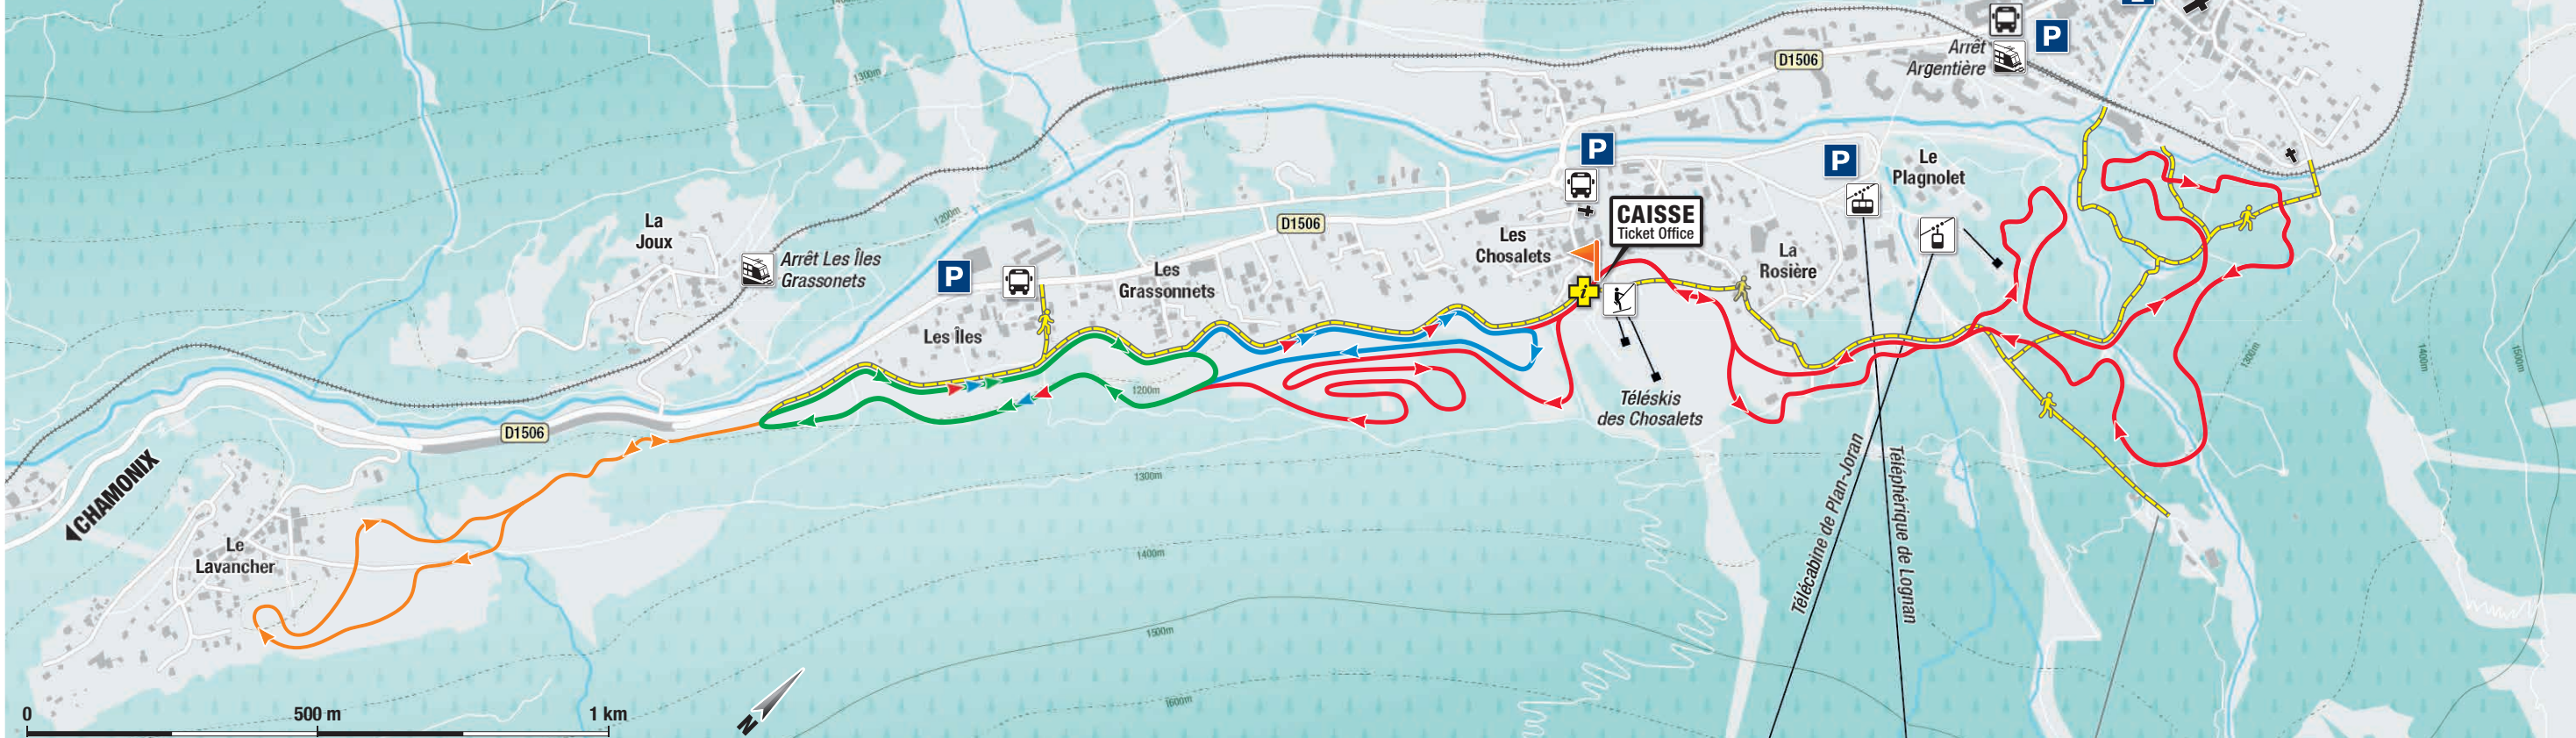 1300m
D1506
Arrêt
Argentière
P
P
P
Le
Plagnolet
1200m
La
Joux
Arrêt Les Îles
Grassonets
P
D1506
CAISSE
Ticket Office
Les
Chosalets
i
La
Rosière
Les
Grassonnets
Les Îles
1200m
Téléskis
des Chosalets
1300m
1400m
1500m
D1506
CHAMONIX
1300m
Télécabine de Plan-Joran
Téléphérique de Lognan
Le
Lavancher
1400m
1500m
1600m
N
0
500 m
1 km